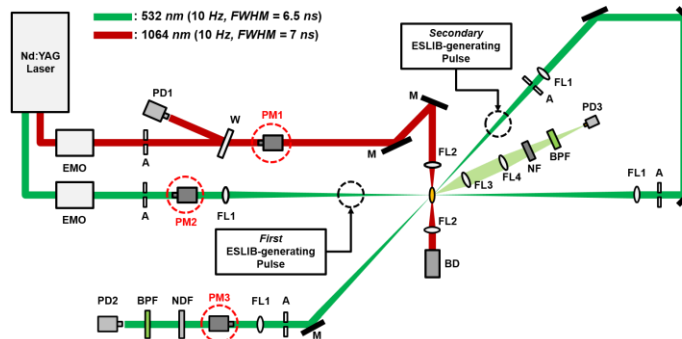 : 532 nm (10 Hz, FWHM = 6.5 ns)
: 1064 nm (10 Hz, FWHM = 7 ns)
Nd:YAG
Laser
Secondary
ESLIB-generating
Pulse
M
M
FL1
A
PD3
PD1
W
PM1
M
BPF
NF
FL4
FL3
EMO
A
M
FL2
EMO
A
PM2
FL1
FL1
A
First
ESLIB-generating
Pulse
FL2
BD
PD2
BPF
NDF
PM3
FL1
A
M